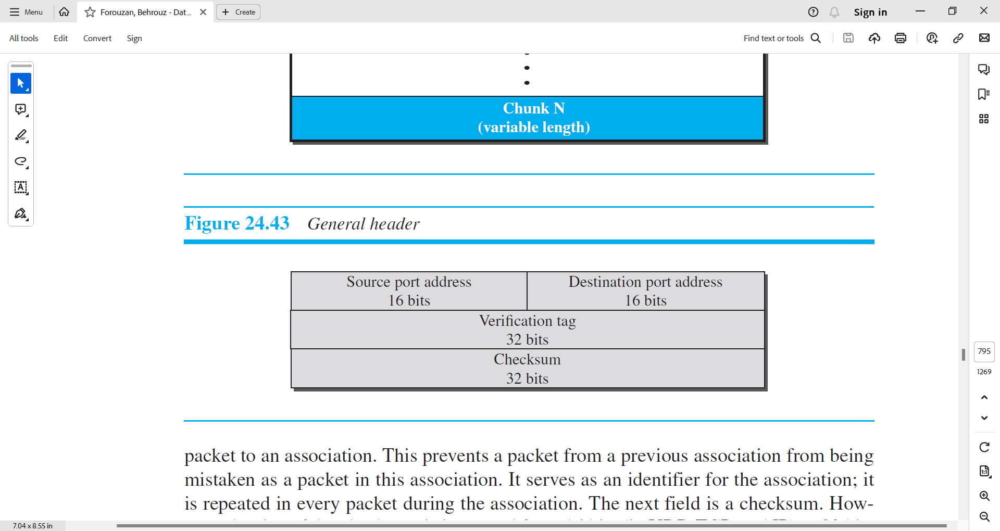 Menu
Forouzan, Behrouz - Dat...
Create
Sign in
All tools
Edit
Convert
Sign
Find text or tools
Chunk N
(variable length)
Figure 24.43 General header
Source port address
16 bits
Destination port address
16 bits
Verification tag
32 bits
Checksum
32 bits
packet to an association. This prevents a packet from a previous association from being
mistaken as a packet in this association. It serves as an identifier for the association; it
is repeated in every packet during the association. The next field is a checksum. How-
795
1269
7.04 x 8.55 in